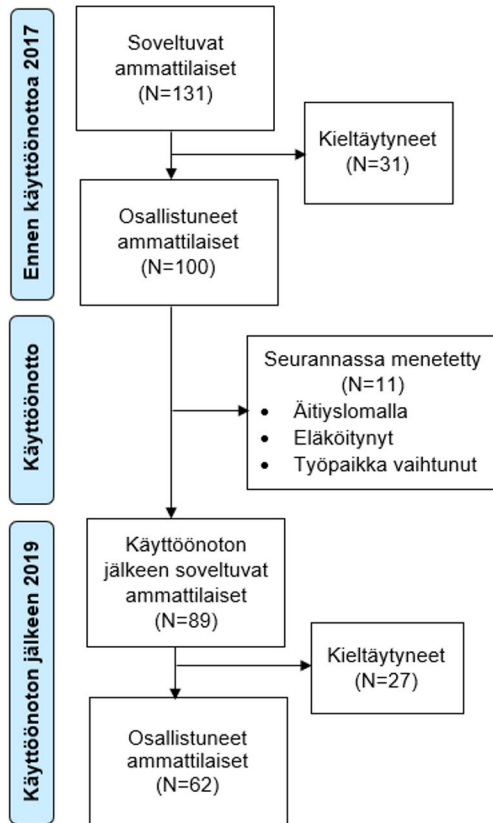 Ennen käyttöönottoa 2017
Soveltuvat
ammattilaiset
(N=131)
Kieltäytyneet
(N=31)
Osallistuneet
ammattilaiset
(N=100)
Käyttöönotto
Seurannassa menetetty
(N=11)
• Äitiyslomalla
• Eläköitynyt
• Työpaikka vaihtunut
Käyttöönoton jälkeen 2019
Käyttöönoton
jälkeen soveltuvat
ammattilaiset
(N=89)
Kieltäytyneet
(N=27)
Osallistuneet
ammattilaiset
(N=62)